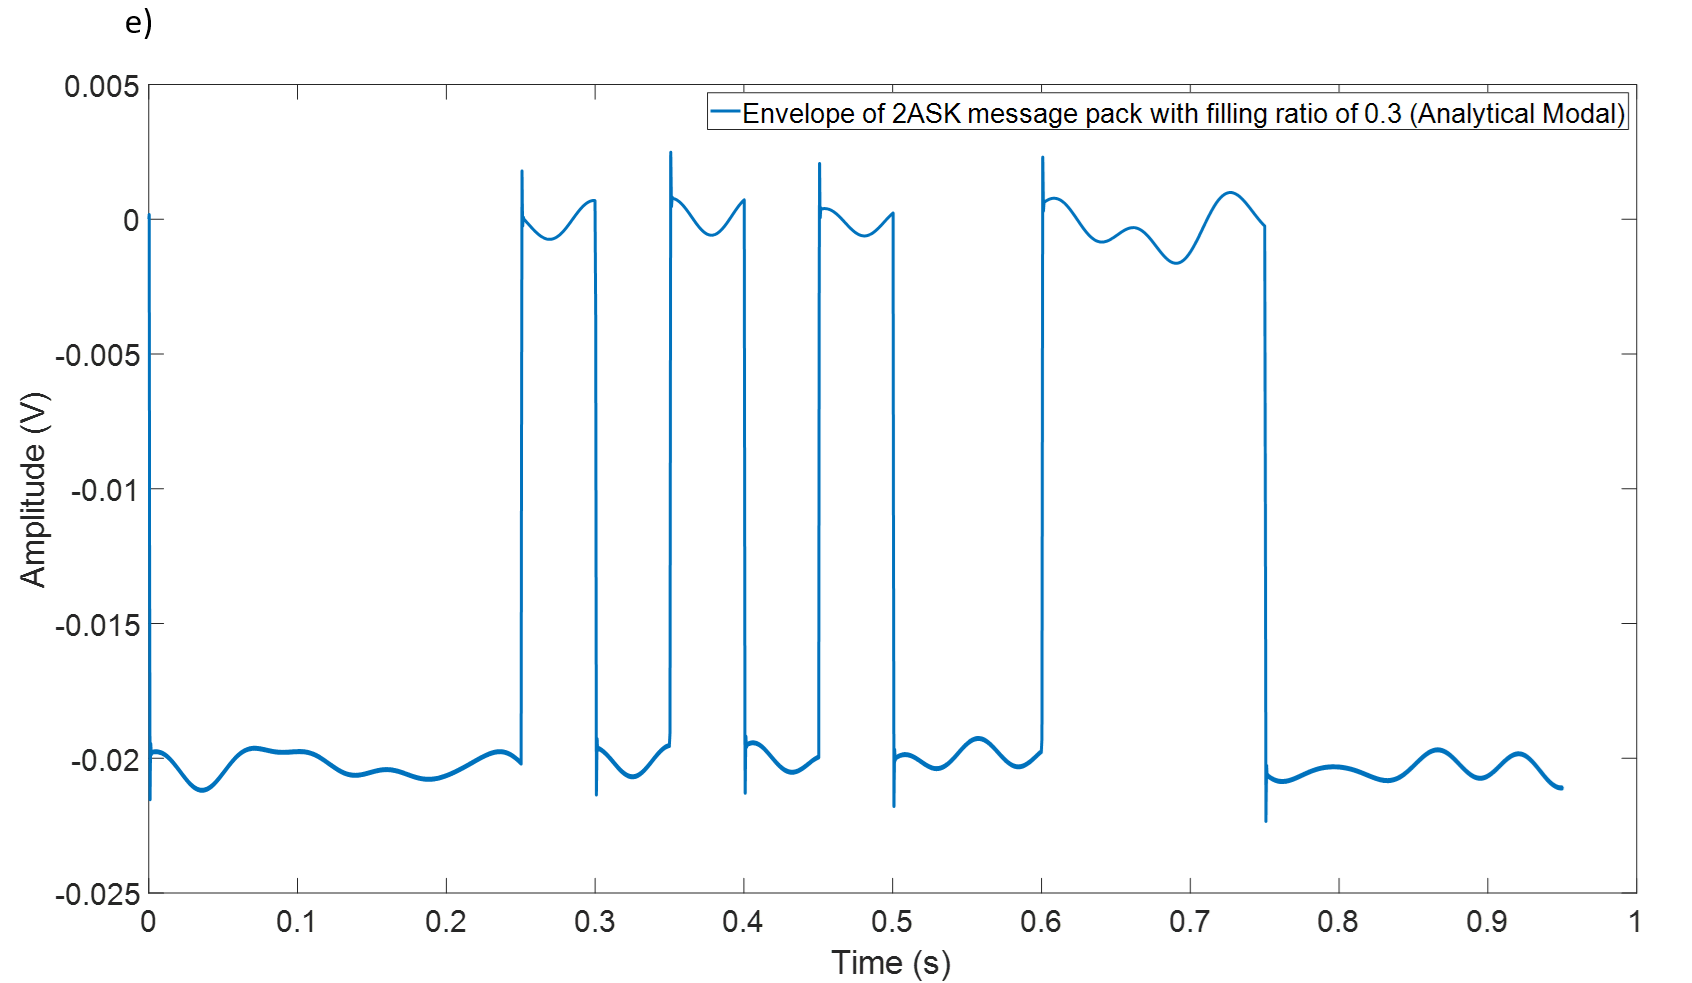 e)
0.005
Envelope of 2ASK message pack with filling ratio of 0.3 (Analytical Modal)
0
-0.005
-0.01
-0.015
-0.02
-0.025
Amplitude (V)
0 0.1 0.2 0.3 0.4 0.5 0.6 0.7 0.8 0.9 1
Time (s)